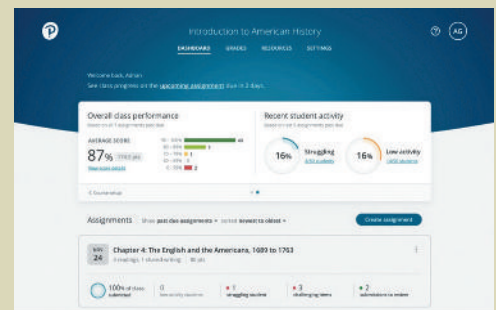 P
Introduction to American History
AG
DASHBOARD GRADES RESOURCES SETTINGS
Welcome back, Adrian
See class progress on the upcoming assignment due in 2 days.
Overall class performance
AVERAGE SCORE
87%
Recent student activity
16% Struggling
16% Low activity
Assignments Show past due assignments sorted newest to oldest
Create assignment
NOV
24
Chapter 4: The English and the Americans, 1689 to 1763
100% of class
submitted
0
1
struggling student
3
challenging items
2
submissions to review